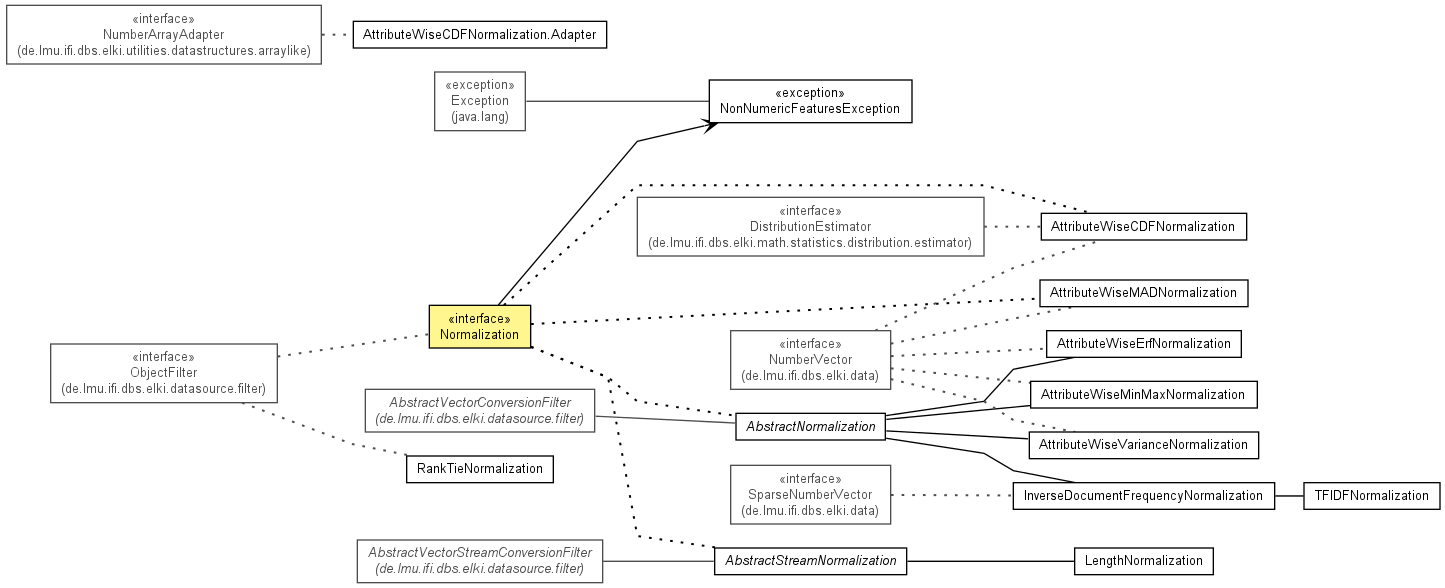 «interface»
NumberArrayAdapter
(de.lmu.ifi.dbs.elki.utilities.datastructures.arraylike)
AttributeWiseCDFNormalization.Adapter
«exception»
Exception
(java.lang)
«exception»
NonNumericFeaturesException
«interface»
DistributionEstimator
(de.lmu.ifi.dbs.elki.math.statistics.distribution.estimator)
AttributeWiseCDFNormalization
AttributeWiseMADNormalization
«interface»
Normalization
«interface»
NumberVector
(de.lmu.ifi.dbs.elki.data)
AttributeWiseErfNormalization
«interface»
ObjectFilter
(de.lmu.ifi.dbs.elki.datasource.filter)
AbstractVectorConversionFilter
(de.lmu.ifi.dbs.elki.datasource.filter)
AttributeWiseMinMaxNormalization
AbstractNormalization
AttributeWiseVarianceNormalization
RankTieNormalization
«interface»
SparseNumberVector
(de.lmu.ifi.dbs.elki.data)
InverseDocumentFrequencyNormalization
TFIDFNormalization
AbstractVectorStreamConversionFilter
(de.lmu.ifi.dbs.elki.datasource.filter)
AbstractStreamNormalization
LengthNormalization